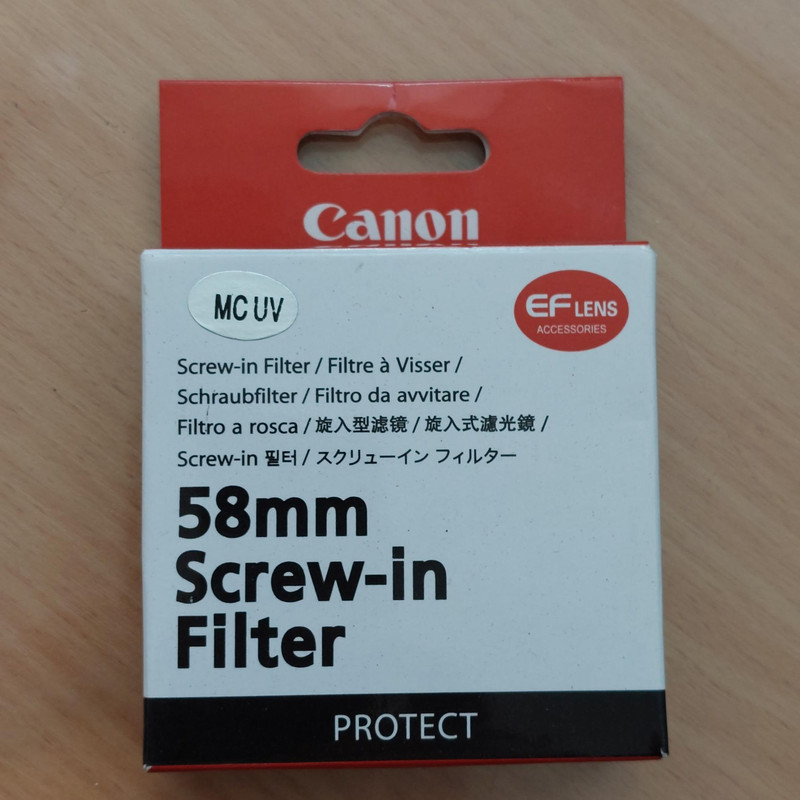 Canon
MC UV
EF LENS
ACCESSORIES
Screw-in Filter / Filtre à Visser /
Schraubfilter / Filtro da avvitare /
Filtro a rosca / 旋入型滤镜 / 旋入式濾光鏡 /
Screw-in 필터 / スクリューイン フィルター
58mm
Screw-in
Filter
PROTECT